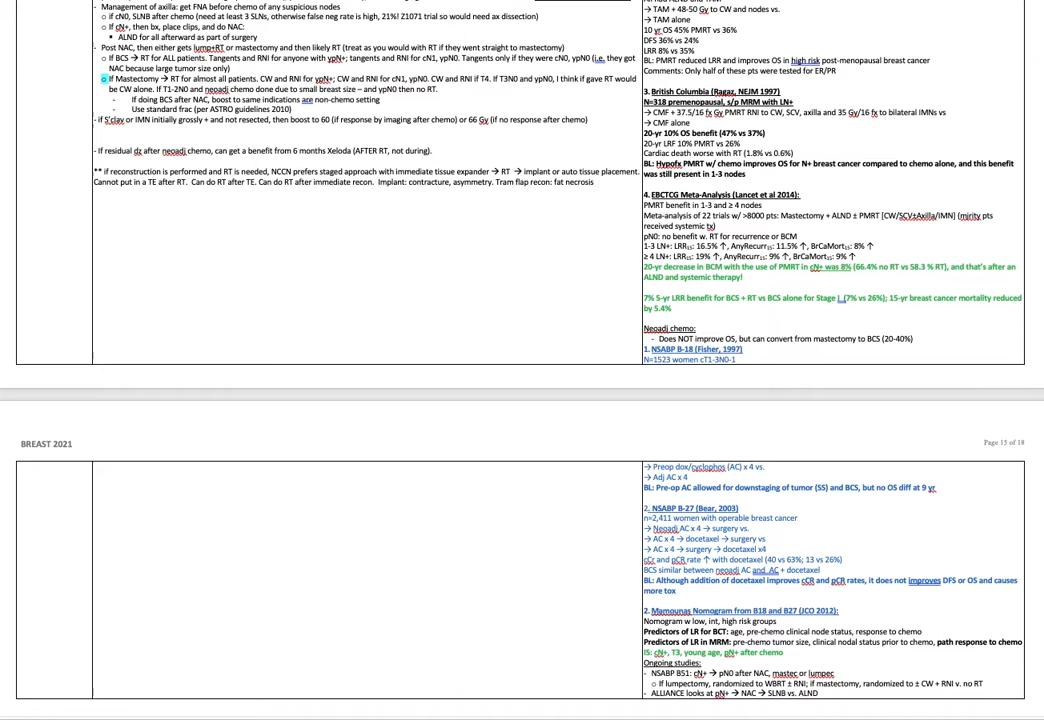 - Management of axilla: get FNA before chemo of any suspicious nodes
o if cN0, SLNB after chemo (need at least 3 SLNs, otherwise false neg rate is high, 21%! Z1071 trial so would need ax dissection)
o If cN+, then bx, place clips, and do NAC:
▪ ALND for all afterward as part of surgery
- Post NAC, then either gets lump+RT or mastectomy and then likely RT (treat as you would with RT if they went straight to mastectomy)
o If BCS → RT for ALL patients. Tangents and RNI for anyone with ypN+; tangents and RNI for cN1, ypN0. Tangents only if they were cN0, ypN0 (i.e. they got
NAC because large tumor size only)
o If Mastectomy → RT for almost all patients. CW and RNI for ypN+; CW and RNI for cN1, ypN0. CW and RNI if T4. If T3N0 and ypN0, I think if gave RT would
be CW alone. If T1-2N0 and neoadj chemo done due to small breast size – and ypN0 then no RT.
- If doing BCS after NAC, boost to same indications are non-chemo setting
- Use standard frac (per ASTRO guidelines 2010)
- if S'clav or IMN initially grossly + and not resected, then boost to 60 (if response by imaging after chemo) or 66 Gy (if no response after chemo)
- If residual dz after neoadj chemo, can get a benefit from 6 months Xeloda (AFTER RT, not during).
** if reconstruction is performed and RT is needed, NCCN prefers staged approach with immediate tissue expander → RT → implant or auto tissue placement.
Cannot put in a TE after RT. Can do RT after TE. Can do RT after immediate recon. Implant: contracture, asymmetry. Tram flap recon: fat necrosis
→ TAM + 48-50 Gy to CW and nodes vs.
→ TAM alone
10 yr OS 45% PMRT vs 36%
DFS 36% vs 24%
LRR 8% vs 35%
BL: PMRT reduced LRR and improves OS in high risk post-menopausal breast cancer
Comments: Only half of these pts were tested for ER/PR
3. British Columbia (Ragaz, NEJM 1997)
N=318 premenopausal, s/p MRM with LN+
→ CMF + 37.5/16 fx Gy PMRT RNI to CW, SCV, axilla and 35 Gy/16 fx to bilateral IMNs vs
→ CMF alone
20-yr 10% OS benefit (47% vs 37%)
20-yr LRF 10% PMRT vs 26%
Cardiac death worse with RT (1.8% vs 0.6%)
BL: Hypofx PMRT w/ chemo improves OS for N+ breast cancer compared to chemo alone, and this benefit
was still present in 1-3 nodes
4. EBCTCG Meta-Analysis (Lancet et al 2014):
PMRT benefit in 1-3 and ≥ 4 nodes
Meta-analysis of 22 trials w/ >8000 pts: Mastectomy + ALND ± PMRT [CW/SCV±Axilla/IMN] (mjrity pts
received systemic tx)
pN0: no benefit w. RT for recurrence or BCM
1-3 LN+: LRR15: 16.5% ↑, AnyRecurr15: 11.5% ↑, BrCaMort15: 8% ↑
≥ 4 LN+: LRR15: 19% ↑, AnyRecurr15: 9% ↑, BrCaMort15: 9% ↑
20-yr decrease in BCM with the use of PMRT in cN+ was 8% (66.4% no RT vs 58.3 % RT), and that's after an
ALND and systemic therapy!
7% 5-yr LRR benefit for BCS + RT vs BCS alone for Stage I (7% vs 26%); 15-yr breast cancer mortality reduced
by 5.4%
Neoadj chemo:
- Does NOT improve OS, but can convert from mastectomy to BCS (20-40%)
1. NSABP B-18 (Fisher, 1997)
N=1523 women cT1-3N0-1
BREAST 2021
Page 15 of 18
→ Preop dox/cyclophos (AC) x 4 vs.
→ Adj AC x 4
BL: Pre-op AC allowed for downstaging of tumor (SS) and BCS, but no OS diff at 9 yr
2. NSABP B-27 (Bear, 2003)
n=2,411 women with operable breast cancer
→ Neoadj AC x 4 → surgery vs.
→ AC x 4 → docetaxel → surgery vs
→ AC x 4 → surgery → docetaxel x4
cCr and pCR rate ↑ with docetaxel (40 vs 63%; 13 vs 26%)
BCS similar between neoadj AC and AC + docetaxel
BL: Although addition of docetaxel improves cCR and pCR rates, it does not improves DFS or OS and causes
more tox
2. Mamounas Nomogram from B18 and B27 (JCO 2012):
Nomogram w low, int, high risk groups
Predictors of LR for BCT: age, pre-chemo clinical node status, response to chemo
Predictors of LR in MRM: pre-chemo tumor size, clinical nodal status prior to chemo, path response to chemo
IS: cN+, T3, young age, pN+ after chemo
Ongoing studies:
- NSABP B51: cN+ → pN0 after NAC, mastec or lumpec
o If lumpectomy, randomized to WBRT ± RNI; if mastectomy, randomized to ± CW + RNI v. no RT
- ALLIANCE looks at pN+ → NAC → SLNB vs. ALND